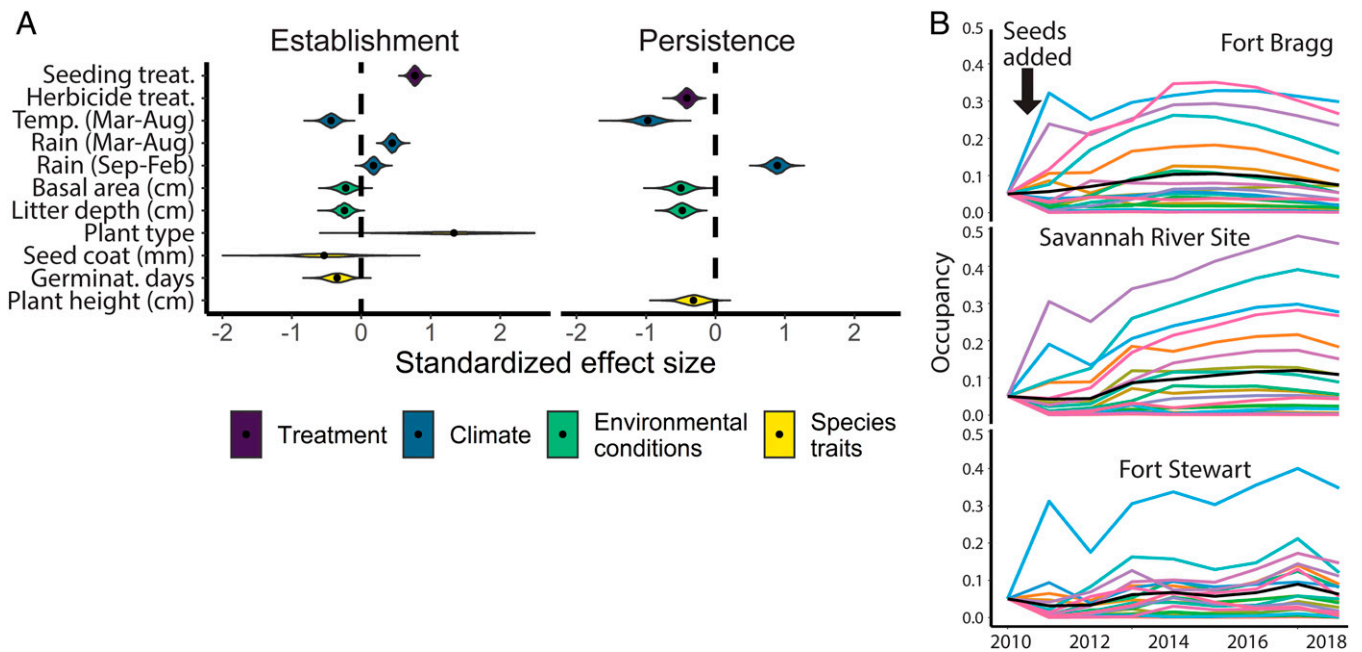 A
Establishment
Persistence
Seeding treat.
Herbicide treat.
Temp. (Mar-Aug)
Rain (Mar-Aug)
Rain (Sep-Feb)
Basal area (cm)
Litter depth (cm)
Plant type
Seed coat (mm)
Germinat. days
Plant height (cm)
-2 -1 0 1 2
-2 -1 0 1 2
Standardized effect size
Treatment
Climate
Environmental
conditions
Species
traits
B
Seeds
added
Fort Bragg
0.5
0.4
0.3
0.2
0.1
0.0
Savannah River Site
0.5
0.4
0.3
0.2
0.1
0.0
Occupancy
Fort Stewart
0.5
0.4
0.3
0.2
0.1
0.0
2010 2012 2014 2016 2018